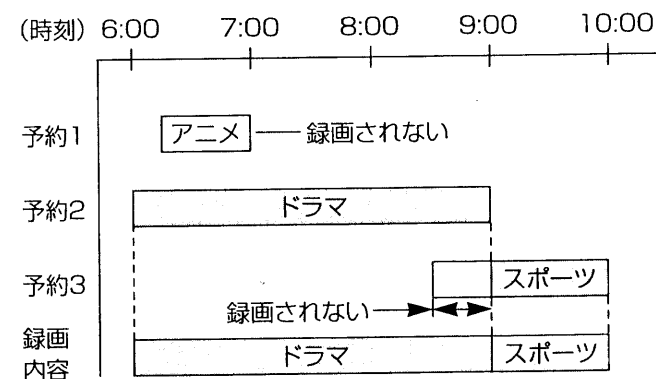 （時刻） 6:00 7:00 8:00 9:00 10:00
予約1 アニメ 録画されない
予約2 ドラマ
予約3 スポーツ
録画されない
録画
内容 ドラマ スポーツ